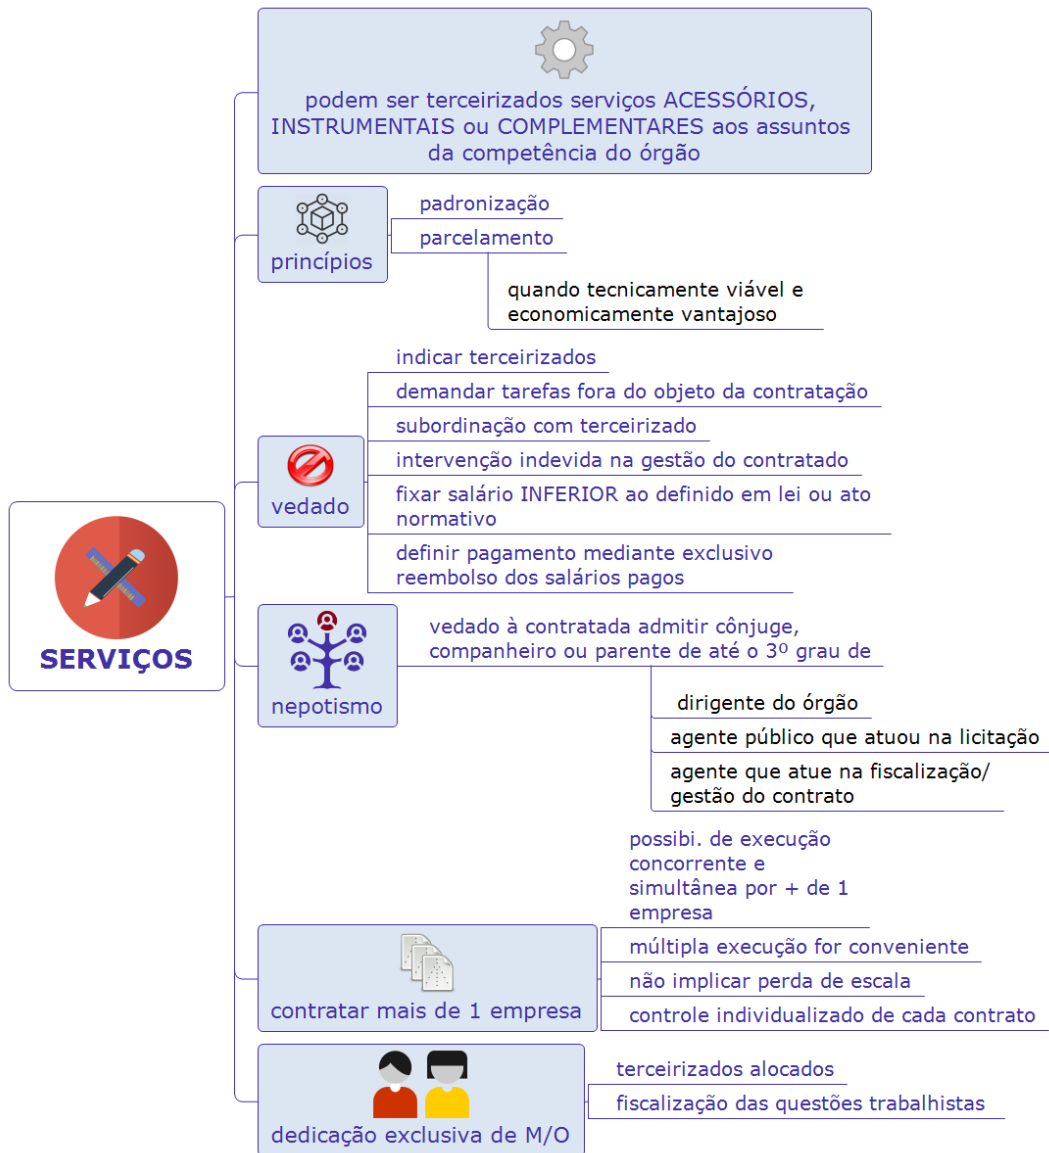 podem ser terceirizados serviços ACESSÓRIOS,
INSTRUMENTAIS ou COMPLEMENTARES aos assuntos
da competência do órgão
princípios
padronização
parcelamento
quando tecnicamente viável e
economicamente vantajoso
vedado
indicar terceirizados
demandar tarefas fora do objeto da contratação
subordinação com terceirizado
intervenção indevida na gestão do contratado
fixar salário INFERIOR ao definido em lei ou ato
normativo
definir pagamento mediante exclusivo
reembolso dos salários pagos
SERVIÇOS
nepotismo
vedado à contratada admitir cônjuge,
companheiro ou parente de até o 3º grau de
dirigente do órgão
agente público que atuou na licitação
agente que atue na fiscalização/
gestão do contrato
contratar mais de 1 empresa
possibi. de execução
concorrente e
simultânea por + de 1
empresa
múltipla execução for conveniente
não implicar perda de escala
controle individualizado de cada contrato
dedicação exclusiva de M/O
terceirizados alocados
fiscalização das questões trabalhistas